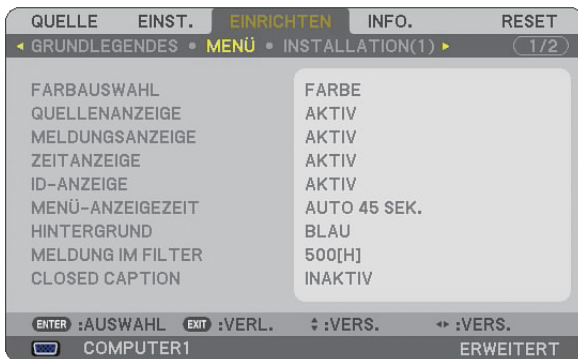 QUELLE EINST. EINRICHTEN INFO. RESET
◂ GRUNDLEGENDES • MENÜ • INSTALLATION(1) ▸ 1/2
FARBAUSWAHL FARBE
QUELLENANZEIGE AKTIV
MELDUNGSANZEIGE AKTIV
ZEITANZEIGE AKTIV
ID-ANZEIGE AKTIV
MENÜ-ANZEIGEZEIT AUTO 45 SEK.
HINTERGRUND BLAU
MELDUNG IM FILTER 500[H]
CLOSED CAPTION INAKTIV
ENTER :AUSWAHL EXIT :VERL. :VERS. :VERS.
COMPUTER1 ERWEITERT